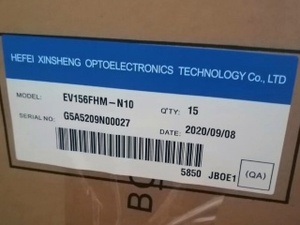 HEFEI XINSHENG OPTOELECTRONICS TECHNOLOGY Co., LTD
MODEL: EV156FHM-N10 Q'TY: 15
SERIAL NO: G5A5209N00027 DATE: 2020/09/08
5850 JBOE1 (QA)